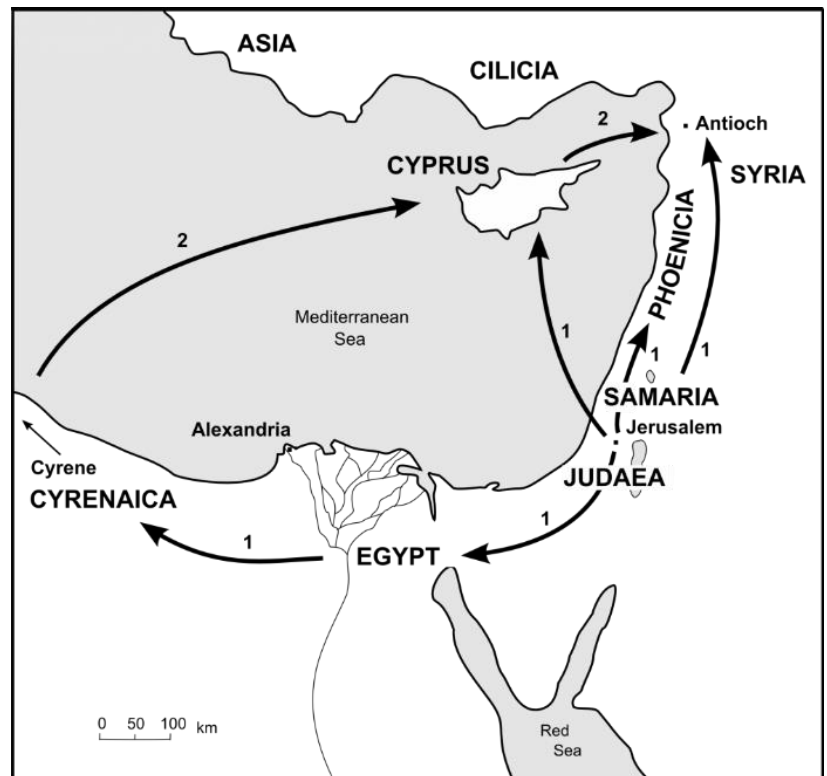 ASIA
CILICIA
2
Antioch
CYPRUS
SYRIA
2
PHOENICIA
Mediterranean
Sea
1
1
1
SAMARIA
Alexandria
Jerusalem
Cyrene
JUDAEA
CYRENAICA
1
1
EGYPT
0 50 100 km
Red
Sea